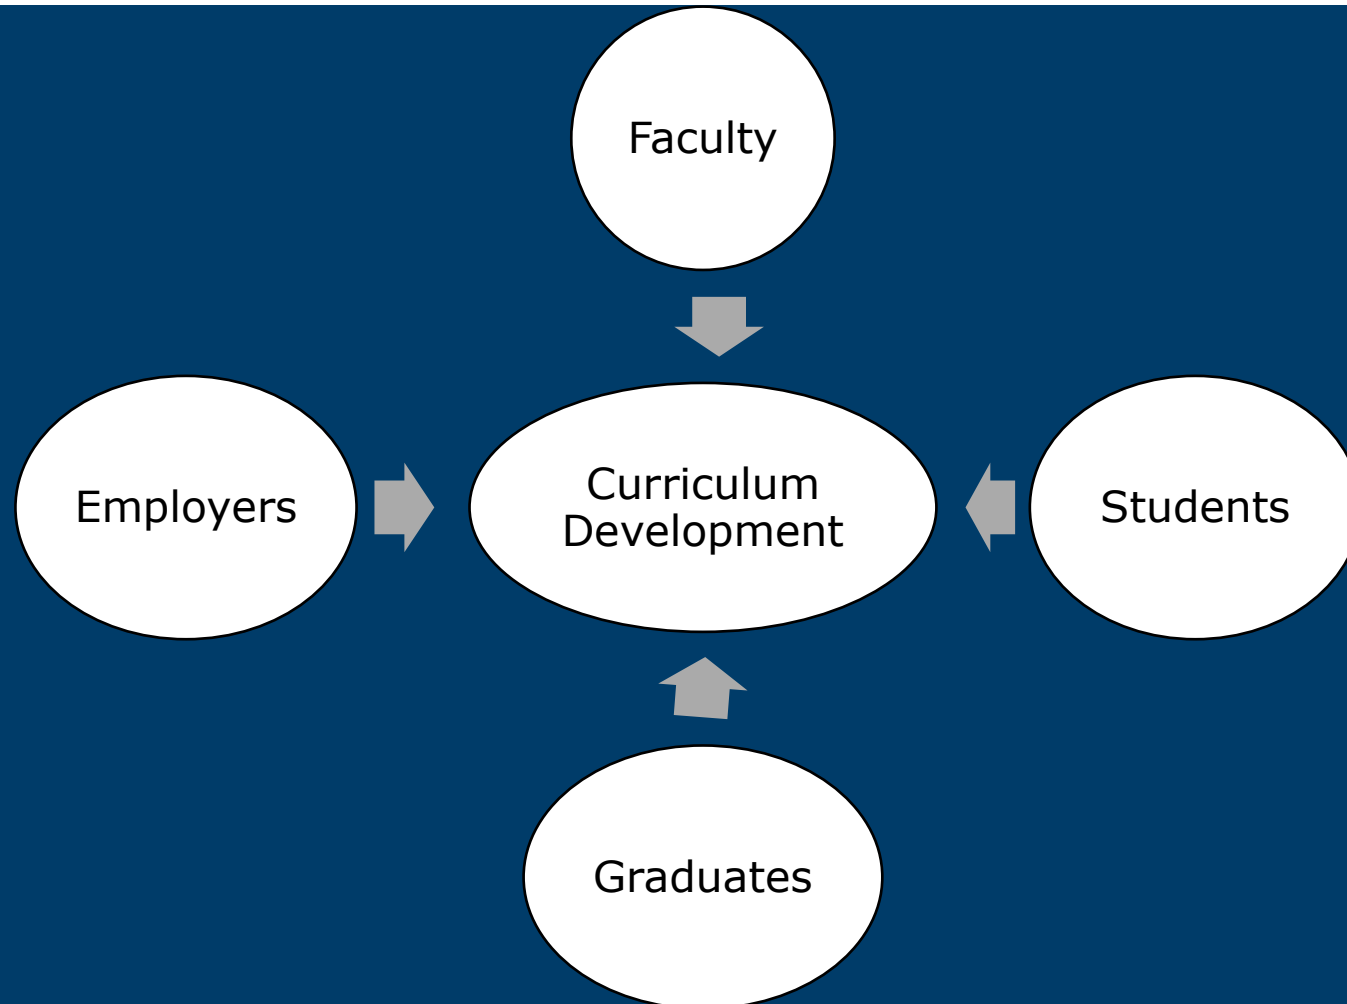 Faculty
Employers
Curriculum
Development
Students
Graduates